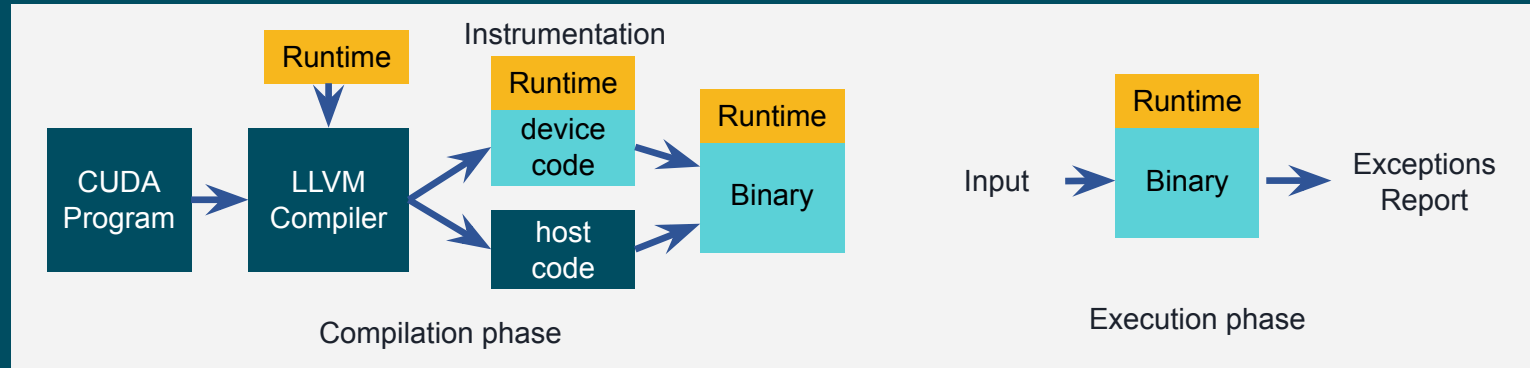 Runtime
CUDA
Program
LLVM
Compiler
Instrumentation
Runtime
device
code
host
code
Runtime
Binary
Compilation phase
Input
Runtime
Binary
Exceptions
Report
Execution phase